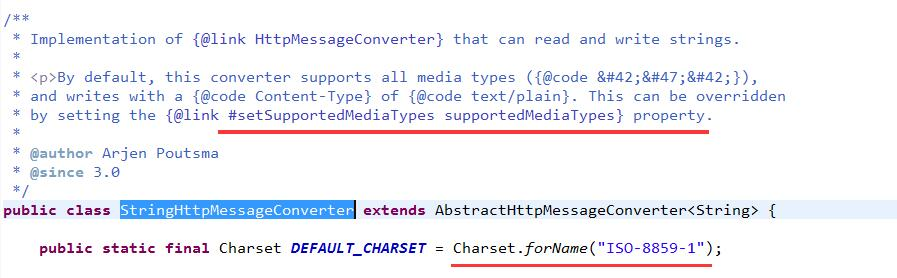 /**
 * Implementation of {@link HttpMessageConverter} that can read and write strings.
 *
 * <p>By default, this converter supports all media types ({@code &#42;&#47;&#42;}),
 * and writes with a {@code Content-Type} of {@code text/plain}. This can be overridden
 * by setting the {@link #setSupportedMediaTypes supportedMediaTypes} property.
 *
 * @author Arjen Poutsma
 * @since 3.0
 */
public class StringHttpMessageConverter extends AbstractHttpMessageConverter<String> {
public static final Charset DEFAULT_CHARSET = Charset.forName("ISO-8859-1");